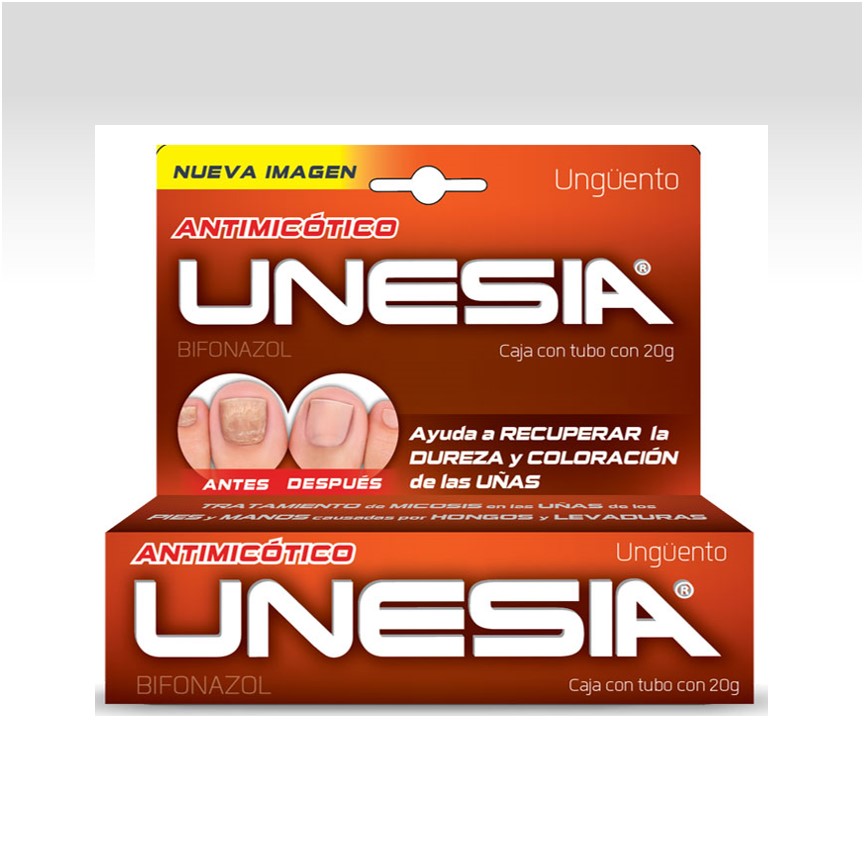 NUEVA IMAGEN
Ungüento
ANTIMICÓTICO
UNESIA®
BIFONAZOL
Caja con tubo con 20g
Ayuda a RECUPERAR la
DUREZA y COLORACIÓN
de las UÑAS
ANTES DESPUÉS
TRATAMIENTO de MICOSIS en las UÑAS de los
PIES y MANOS causadas por HONGOS y LEVADURAS
ANTIMICÓTICO
Ungüento
UNESIA®
BIFONAZOL
Caja con tubo con 20g